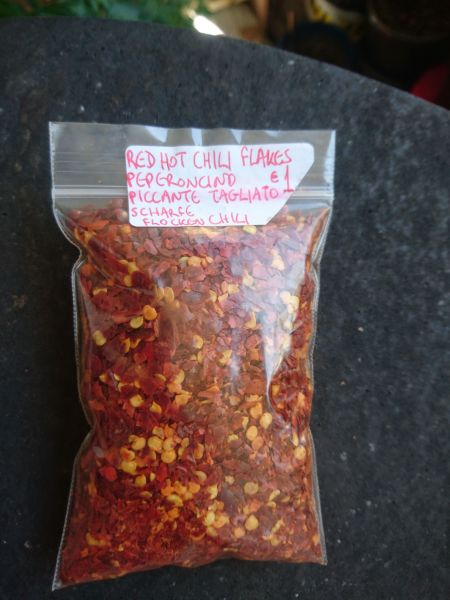 RED HOT CHILI FLAKES
PEPERONCINO € 1
PICCANTE TAGLIATO
SCHARFE
FLOCKEN CHILI